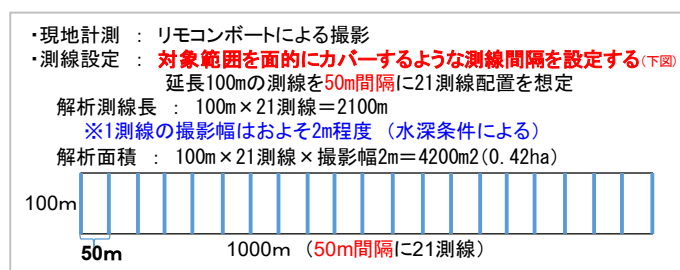 ・現地計測 ： リモコンボートによる撮影
・測線設定 ： 対象範囲を面的にカバーするような測線間隔を設定する(下図)
延長100mの測線を50m間隔に21測線配置を想定
解析測線長 ： 100m×21測線＝2100m
※1測線の撮影幅はおよそ2m程度 （水深条件による）
解析面積 ： 100m×21測線×撮影幅2m＝4200m2(0.42ha)
100m
50m
1000m （50m間隔に21測線）